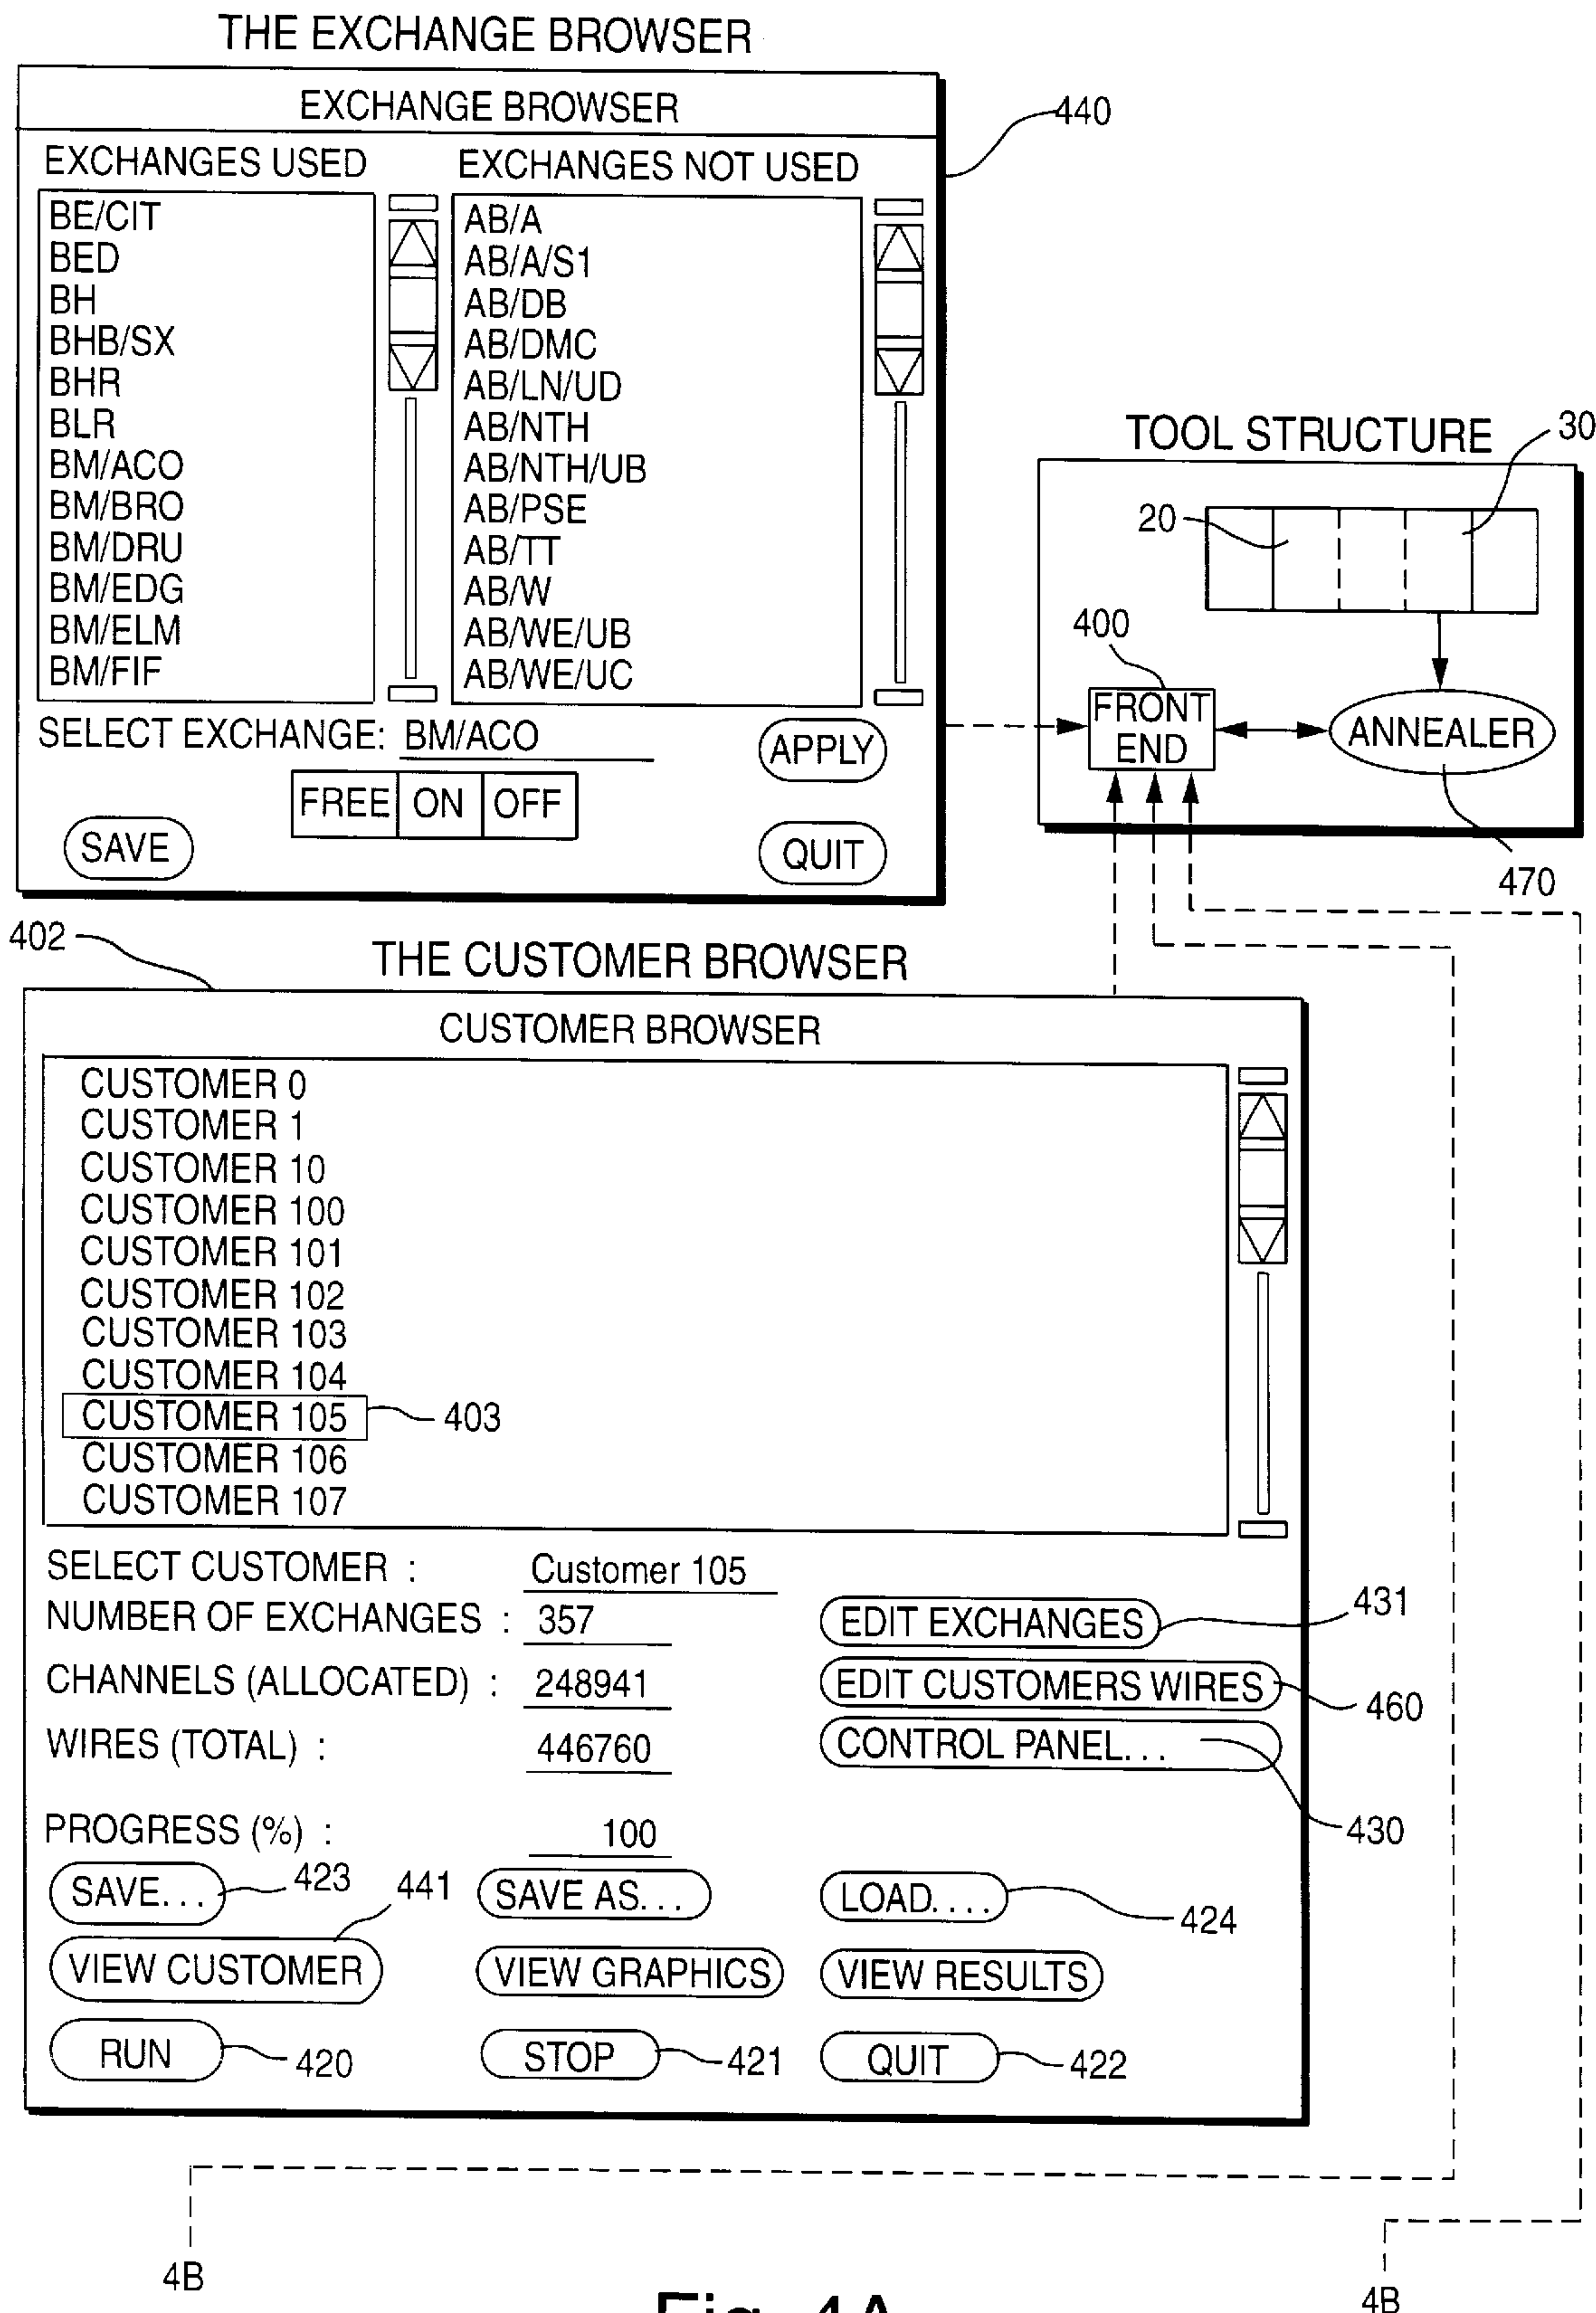 THE EXCHANGE BROWSER
EXCHANGE BROWSER
440
EXCHANGES USED
EXCHANGES NOT USED
BE/CIT
BED
BH
BHB/SX
BHR
BLR
BM/ACO
BM/BRO
BM/DRU
BM/EDG
BM/ELM
BM/FIF
AB/A
AB/A/S1
AB/DB
AB/DMC
AB/LN/UD
AB/NTH
AB/NTH/UB
AB/PSE
AB/TT
AB/W
AB/WE/UB
AB/WE/UC
SELECT EXCHANGE: BM/ACO
APPLY
FREE ON OFF
SAVE
QUIT
TOOL STRUCTURE
30
20
400
FRONT
END
ANNEALER
470
402
THE CUSTOMER BROWSER
CUSTOMER BROWSER
CUSTOMER 0
CUSTOMER 1
CUSTOMER 10
CUSTOMER 100
CUSTOMER 101
CUSTOMER 102
CUSTOMER 103
CUSTOMER 104
CUSTOMER 105
403
CUSTOMER 106
CUSTOMER 107
SELECT CUSTOMER : Customer 105
NUMBER OF EXCHANGES : 357
EDIT EXCHANGES
431
CHANNELS (ALLOCATED) : 248941
EDIT CUSTOMERS WIRES
460
WIRES (TOTAL) : 446760
CONTROL PANEL...
430
PROGRESS (%) : 100
SAVE...
423
441
SAVE AS...
LOAD....
424
VIEW CUSTOMER
VIEW GRAPHICS
VIEW RESULTS
RUN
420
STOP
421
QUIT
422
4B
4B
Fig. 4A